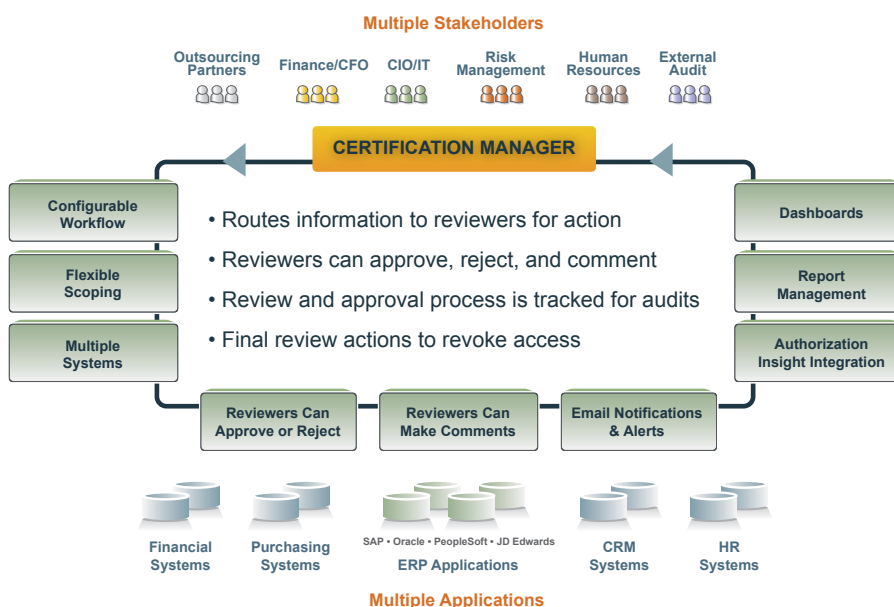 Multiple Stakeholders
Outsourcing
Partners
Finance/CFO
CIO/IT
Risk
Management
Human
Resources
External
Audit
CERTIFICATION MANAGER
Configurable
Workflow
Flexible
Scoping
Multiple
Systems
• Routes information to reviewers for action
• Reviewers can approve, reject, and comment
• Review and approval process is tracked for audits
• Final review actions to revoke access
Dashboards
Report
Management
Authorization
Insight Integration
Reviewers Can
Approve or Reject
Reviewers Can
Make Comments
Email Notifications
& Alerts
Financial
Systems
Purchasing
Systems
SAP • Oracle • PeopleSoft • JD Edwards
ERP Applications
CRM
Systems
HR
Systems
Multiple Applications